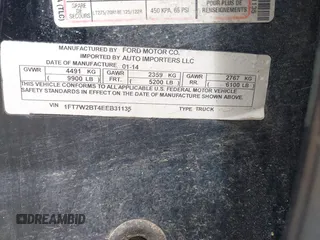 SPARE
450 KPA, 65 PSI
MANUFACTURED BY FORD MOTOR CO.
IMPORTED BY AUTO IMPORTERS LLC
DATE OF MANUFACTURE 01-14
GVWR 4491 KG GAWR 2359 KG GAWR 2767 KG
( 9900 LB ) FRT. ( 5200 LB ) RR. ( 6100 LB )
THIS VEHICLE CONFORMS TO ALL APPLICABLE U.S. FEDERAL MOTOR VEHICLE
SAFETY STANDARDS IN EFFECT ON THE DATE OF MANUFACTURE SHOWN ABOVE
VIN 1FT7W2BT4EEB31135 TYPE TRUCK
DREAMBID